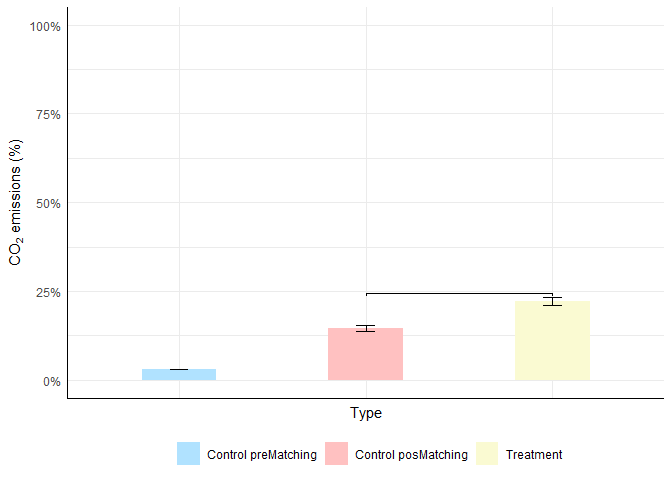 100%
75%
50%
25%
0%
CO₂ emissions (%)
Type
Control preMatching Control posMatching Treatment